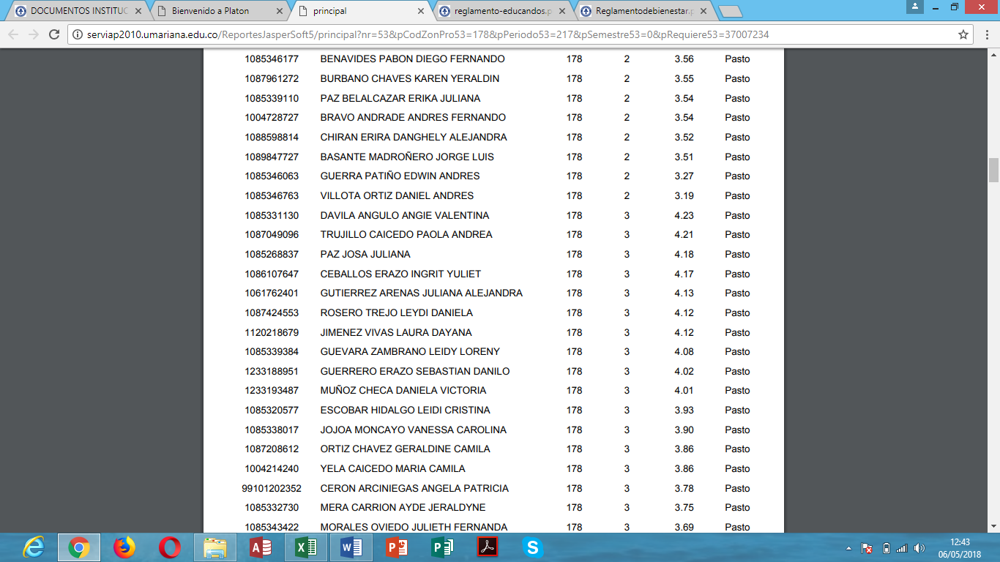 DOCUMENTOS INSTITUC
Bienvenido a Platon
principal
reglamento-educandos.p
Reglamentodebienestar.p
serviap2010.umariana.edu.co/ReportesJasperSoft5/principal?nr=53&pCodZonPro53=178&pPeriodo53=217&pSemestre53=0&pRequiere53=37007234
1085346177 BENAVIDES PABON DIEGO FERNANDO 178 2 3.56 Pasto
1087961272 BURBANO CHAVES KAREN YERALDIN 178 2 3.55 Pasto
1085339110 PAZ BELALCAZAR ERIKA JULIANA 178 2 3.54 Pasto
1004728727 BRAVO ANDRADE ANDRES FERNANDO 178 2 3.54 Pasto
1088598814 CHIRAN ERIRA DANGHELY ALEJANDRA 178 2 3.52 Pasto
1089847727 BASANTE MADROÑERO JORGE LUIS 178 2 3.51 Pasto
1085346063 GUERRA PATIÑO EDWIN ANDRES 178 2 3.27 Pasto
1085346763 VILLOTA ORTIZ DANIEL ANDRES 178 2 3.19 Pasto
1085331130 DAVILA ANGULO ANGIE VALENTINA 178 3 4.23 Pasto
1087049096 TRUJILLO CAICEDO PAOLA ANDREA 178 3 4.21 Pasto
1085268837 PAZ JOSA JULIANA 178 3 4.18 Pasto
1086107647 CEBALLOS ERAZO INGRIT YULIET 178 3 4.17 Pasto
1061762401 GUTIERREZ ARENAS JULIANA ALEJANDRA 178 3 4.13 Pasto
1087424553 ROSERO TREJO LEYDI DANIELA 178 3 4.12 Pasto
1120218679 JIMENEZ VIVAS LAURA DAYANA 178 3 4.12 Pasto
1085339384 GUEVARA ZAMBRANO LEIDY LORENY 178 3 4.08 Pasto
1233188951 GUERRERO ERAZO SEBASTIAN DANILO 178 3 4.02 Pasto
1233193487 MUÑOZ CHECA DANIELA VICTORIA 178 3 4.01 Pasto
1085320577 ESCOBAR HIDALGO LEIDI CRISTINA 178 3 3.93 Pasto
1085338017 JOJOA MONCAYO VANESSA CAROLINA 178 3 3.90 Pasto
1087208612 ORTIZ CHAVEZ GERALDINE CAMILA 178 3 3.86 Pasto
1004214240 YELA CAICEDO MARIA CAMILA 178 3 3.86 Pasto
99101202352 CERON ARCINIEGAS ANGELA PATRICIA 178 3 3.78 Pasto
1085332730 MERA CARRION AYDE JERALDYNE 178 3 3.75 Pasto
1085343422 MORALES OVIEDO JULIETH FERNANDA 178 3 3.69 Pasto
12:43
06/05/2018